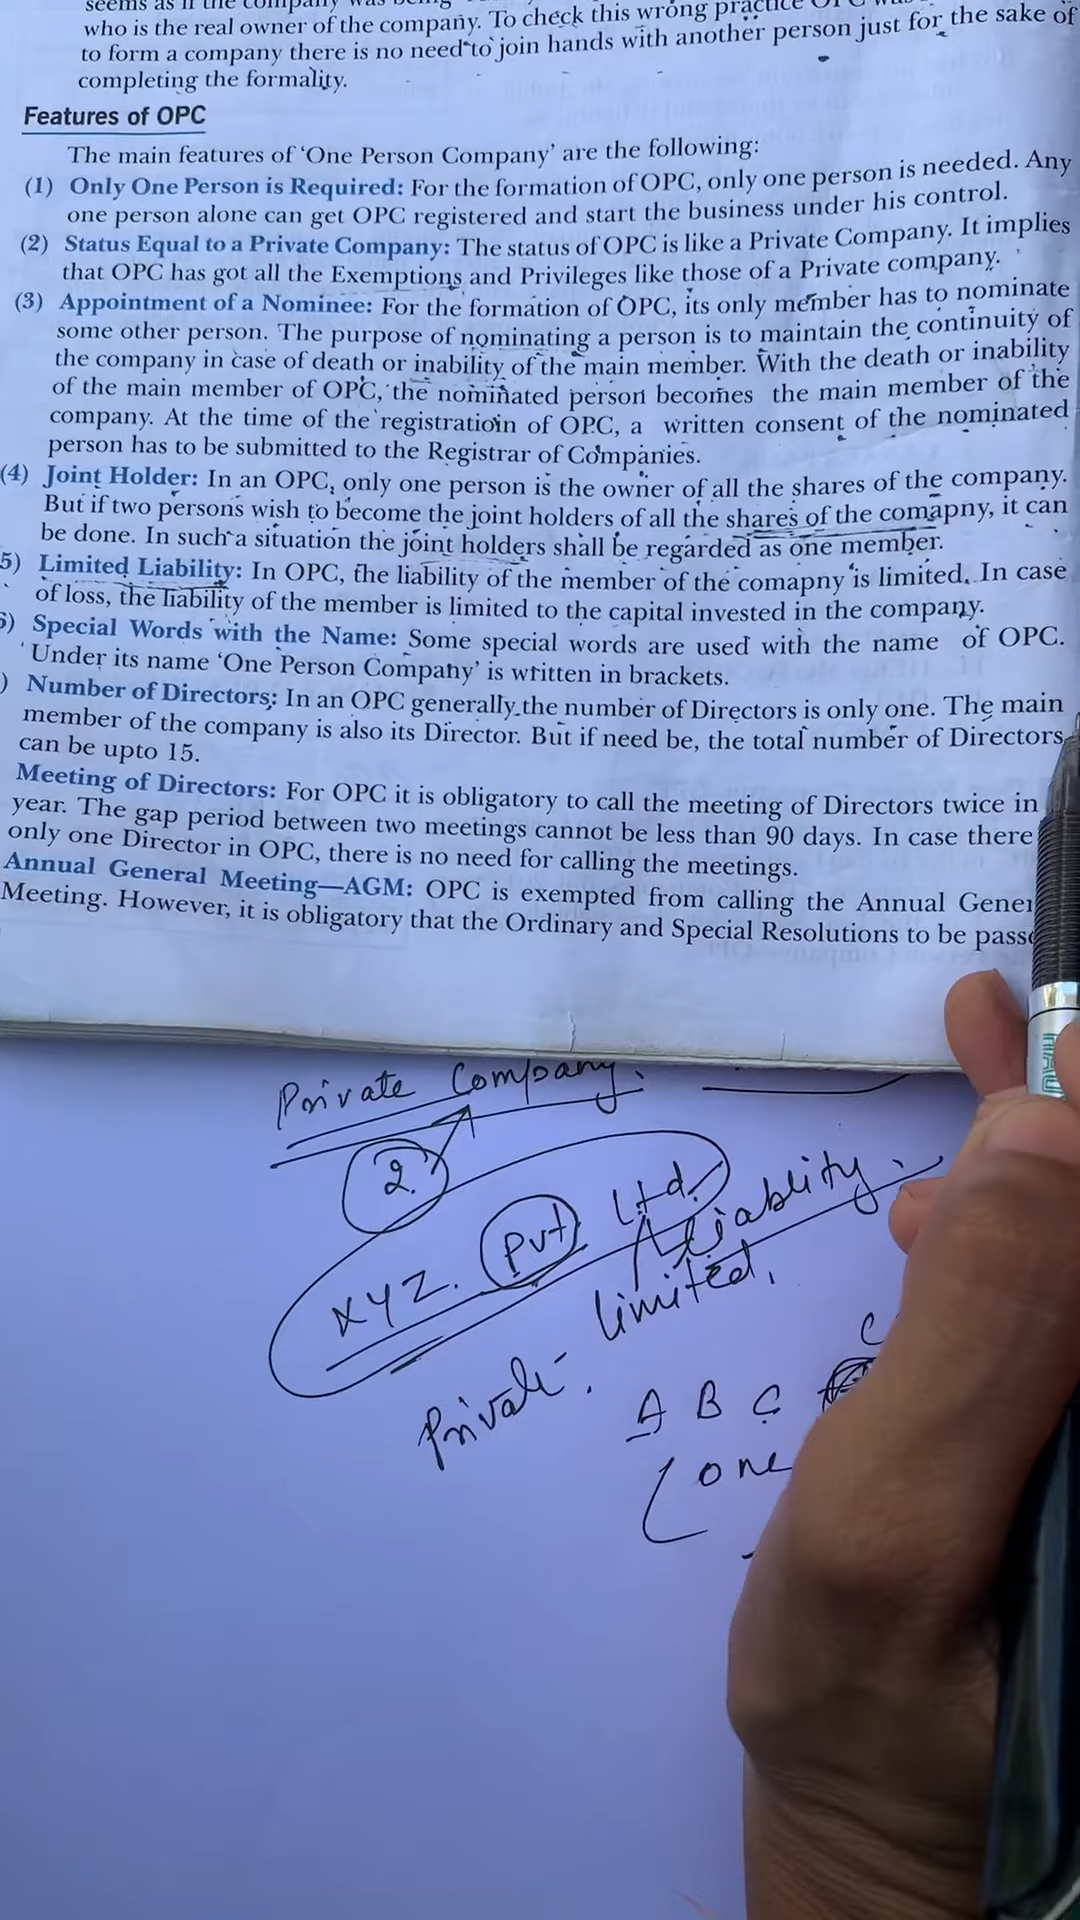 seems as if the company was being
who is the real owner of the company. To check this wrong practice OPC was
to form a company there is no need to join hands with another person just for the sake of
completing the formality.
Features of OPC
The main features of ‘One Person Company’ are the following:
(1) Only One Person is Required: For the formation of OPC, only one person is needed. Any
one person alone can get OPC registered and start the business under his control.
(2) Status Equal to a Private Company: The status of OPC is like a Private Company. It implies
that OPC has got all the Exemptions and Privileges like those of a Private company.
(3) Appointment of a Nominee: For the formation of OPC, its only member has to nominate
some other person. The purpose of nominating a person is to maintain the continuity of
the company in case of death or inability of the main member. With the death or inability
of the main member of OPC, the nominated person becomes the main member of the
company. At the time of the registratioin of OPC, a written consent of the nominated
person has to be submitted to the Registrar of Companies.
(4) Joint Holder: In an OPC, only one person is the owner of all the shares of the company.
But if two persons wish to become the joint holders of all the shares of the comapny, it can
be done. In such a situation the joint holders shall be regarded as one member.
5) Limited Liability: In OPC, the liability of the member of the comapny is limited. In case
of loss, the liability of the member is limited to the capital invested in the company.
) Special Words with the Name: Some special words are used with the name of OPC.
Under its name ‘One Person Company’ is written in brackets.
) Number of Directors: In an OPC generally the number of Directors is only one. The main
member of the company is also its Director. But if need be, the total number of Directors
can be upto 15.
Meeting of Directors: For OPC it is obligatory to call the meeting of Directors twice in
year. The gap period between two meetings cannot be less than 90 days. In case there
only one Director in OPC, there is no need for calling the meetings.
Annual General Meeting—AGM: OPC is exempted from calling the Annual Gener
Meeting. However, it is obligatory that the Ordinary and Special Resolutions to be passe
Private Company.
2
XYZ. Pvt Ltd.
Liablity.
Private - limited.
A B C
(one